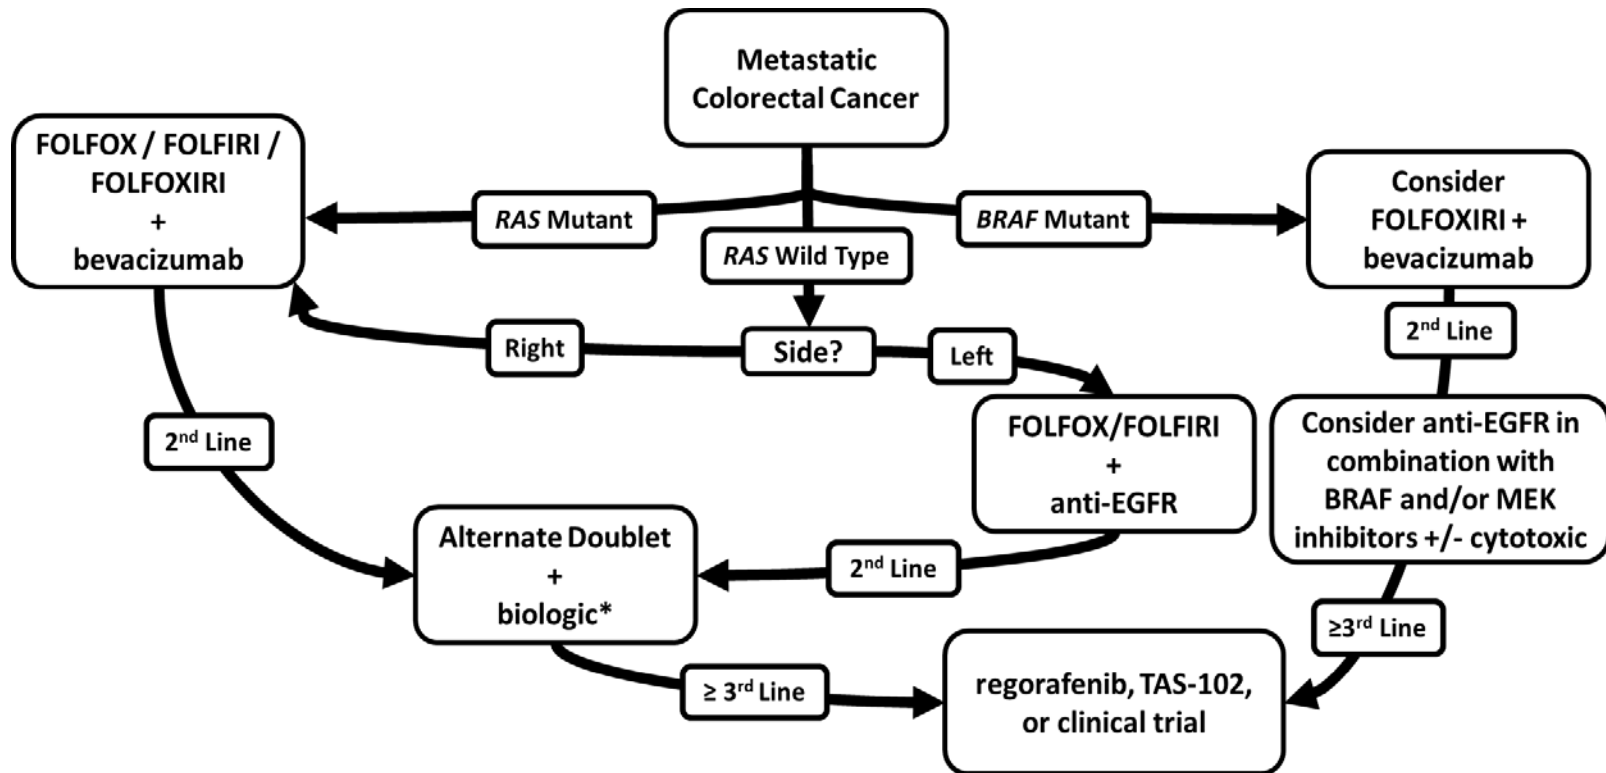 Metastatic
Colorectal Cancer
FOLFOX / FOLFIRI /
FOLFOXIRI
+
bevacizumab
RAS Mutant
BRAF Mutant
Consider
FOLFOXIRI +
bevacizumab
RAS Wild Type
Right
Side?
Left
2nd Line
2nd Line
FOLFOX/FOLFIRI
+
anti-EGFR
Consider anti-EGFR in
combination with
BRAF and/or MEK
inhibitors +/- cytotoxic
Alternate Doublet
+
biologic*
2nd Line
≥3rd Line
≥ 3rd Line
regorafenib, TAS-102,
or clinical trial